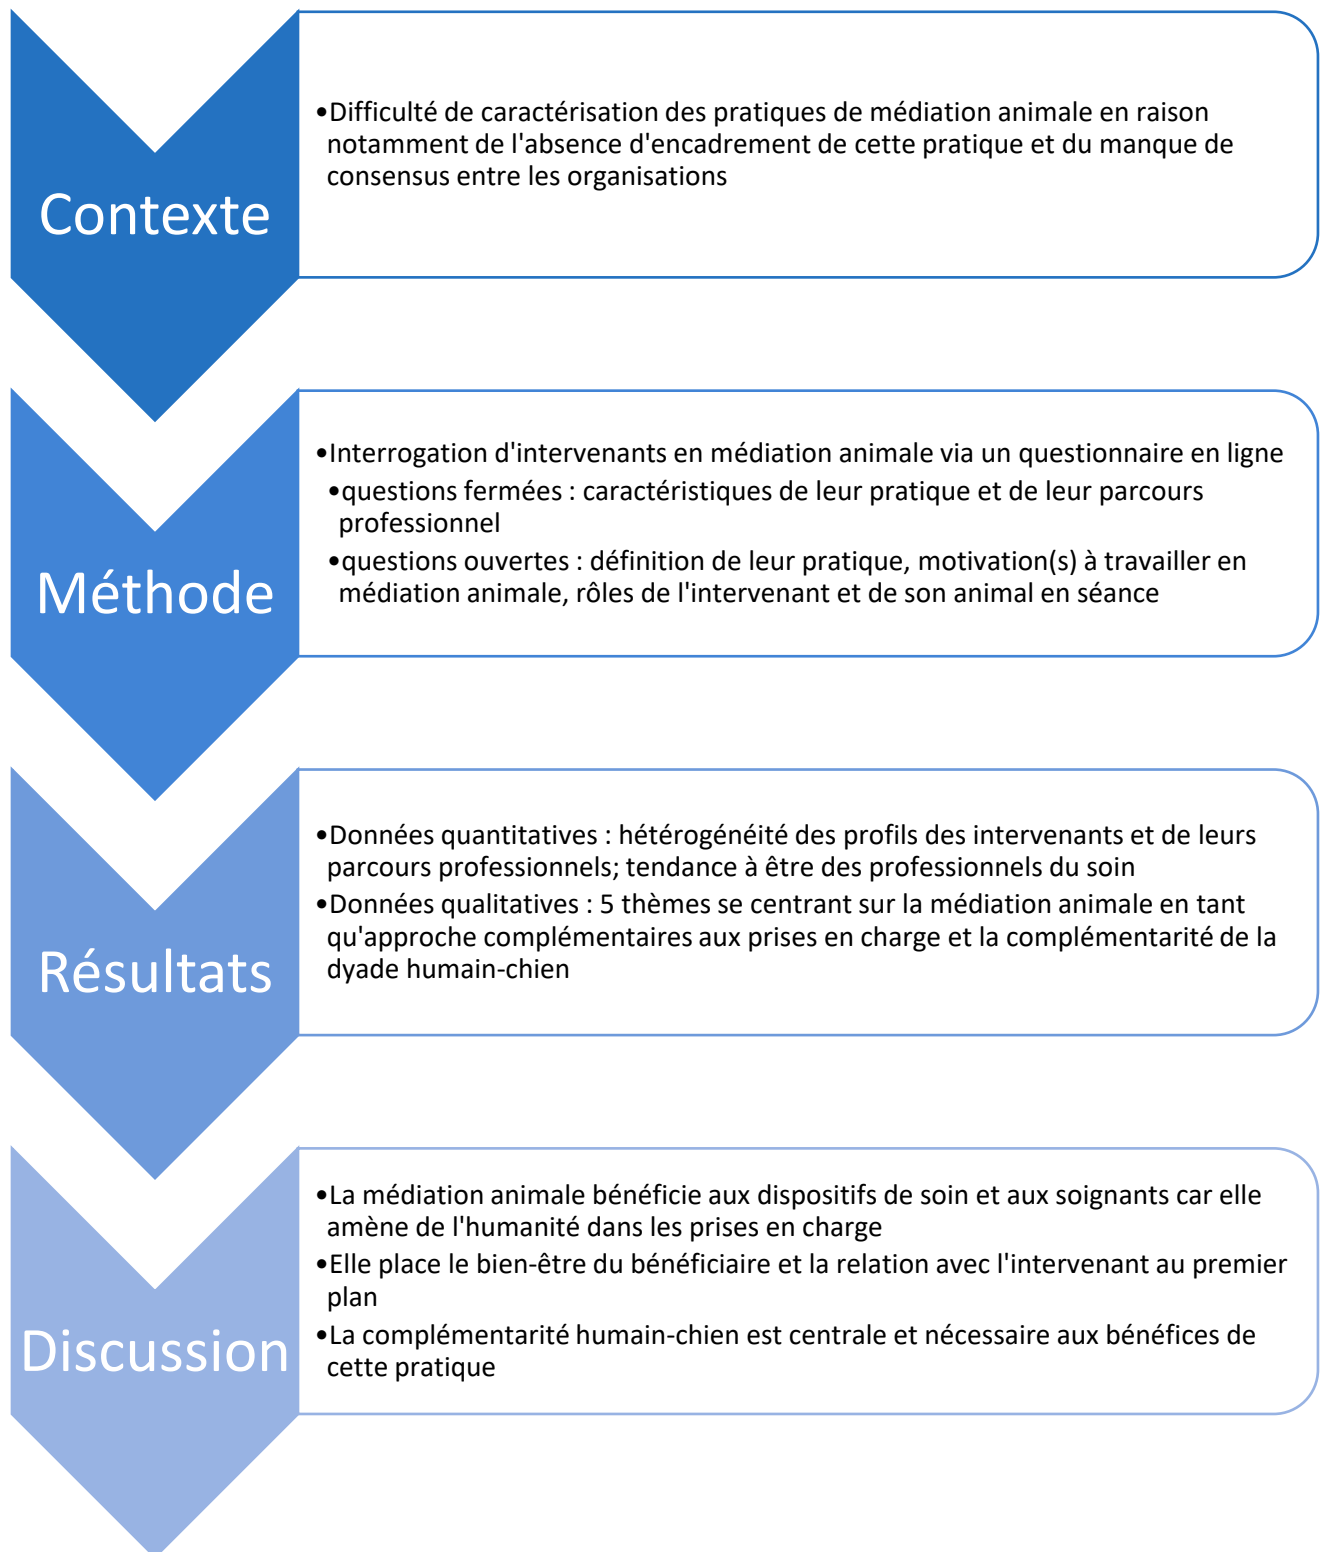 Contexte
•Difficulté de caractérisation des pratiques de médiation animale en raison
notamment de l'absence d'encadrement de cette pratique et du manque de
consensus entre les organisations
Méthode
•Interrogation d'intervenants en médiation animale via un questionnaire en ligne
•questions fermées : caractéristiques de leur pratique et de leur parcours
professionnel
•questions ouvertes : définition de leur pratique, motivation(s) à travailler en
médiation animale, rôles de l'intervenant et de son animal en séance
Résultats
•Données quantitatives : hétérogénéité des profils des intervenants et de leurs
parcours professionnels; tendance à être des professionnels du soin
•Données qualitatives : 5 thèmes se centrant sur la médiation animale en tant
qu'approche complémentaires aux prises en charge et la complémentarité de la
dyade humain-chien
Discussion
•La médiation animale bénéficie aux dispositifs de soin et aux soignants car elle
amène de l'humanité dans les prises en charge
•Elle place le bien-être du bénéficiaire et la relation avec l'intervenant au premier
plan
•La complémentarité humain-chien est centrale et nécessaire aux bénéfices de
cette pratique